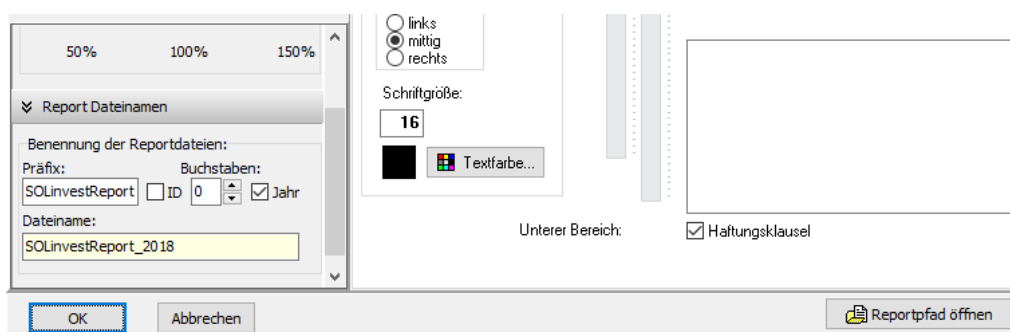 50% 100% 150%
Report Dateinamen
Benennung der Reportdateien:
Präfix: Buchstaben:
SOLinvestReport ID 0 Jahr
Dateiname:
SOLinvestReport_2018
links
mittig
rechts
Schriftgröße:
16
Textfarbe...
Unterer Bereich: Haftungsklausel
OK Abbrechen Reportpfad öffnen